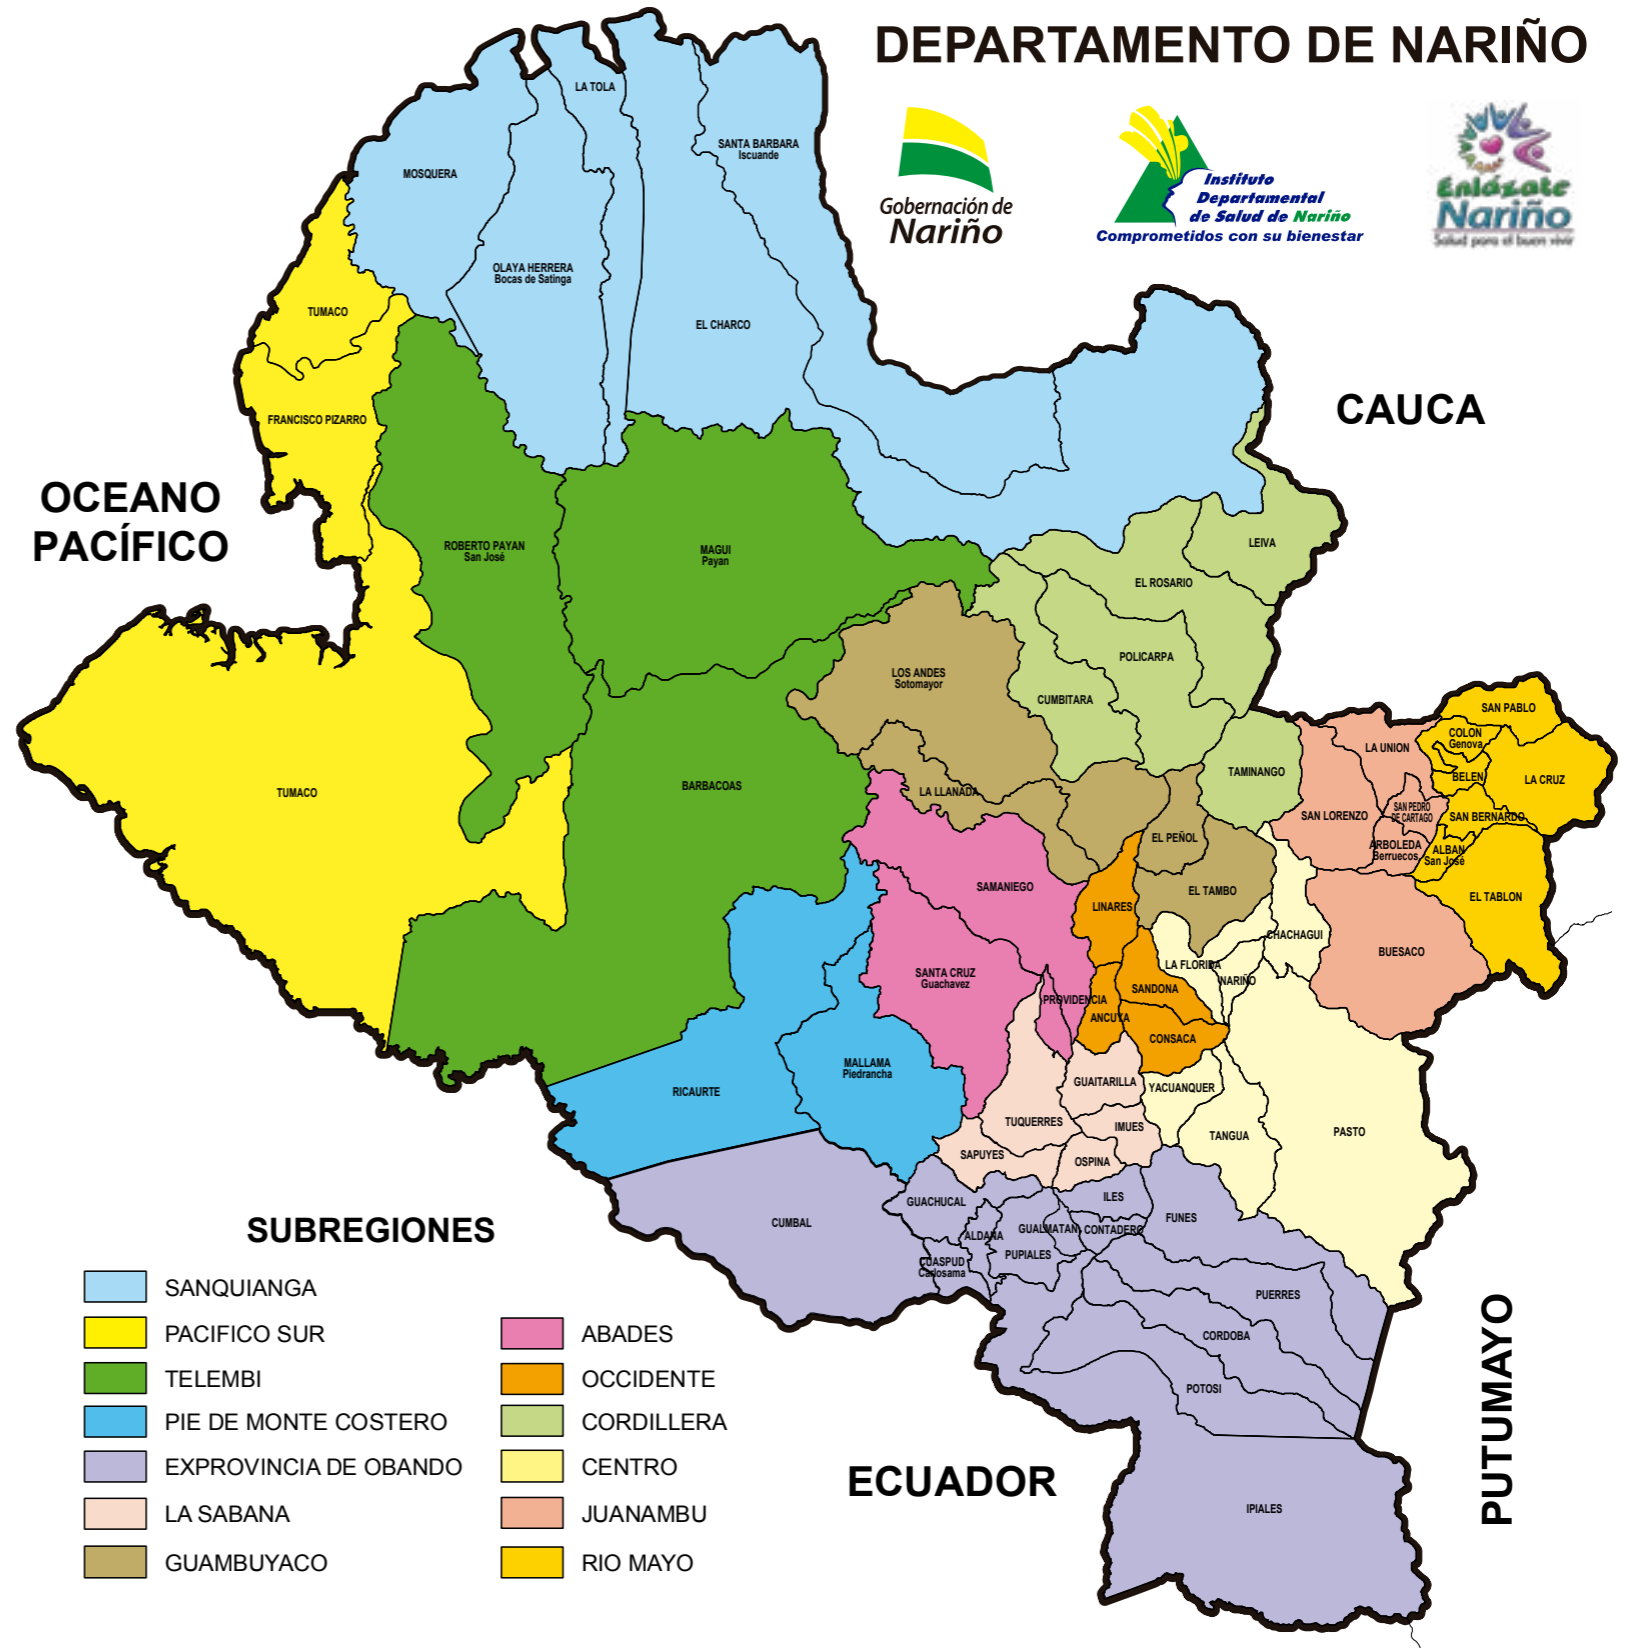 DEPARTAMENTO DE NARIÑO
Gobernación de
Nariño
Instituto
Departamental
de Salud de Nariño
Comprometidos con su bienestar
Enlázate
Nariño
Salud para el buen vivir
LA TOLA
SANTA BARBARA
Iscuande
MOSQUERA
OLAYA HERRERA
Bocas de Satinga
TUMACO
EL CHARCO
FRANCISCO PIZARRO
CAUCA
OCEANO
PACÍFICO
ROBERTO PAYAN
San José
MAGUI
Payan
LEIVA
EL ROSARIO
POLICARPA
LOS ANDES
Sotomayor
CUMBITARA
SAN PABLO
COLON
Genova
LA UNION
TAMINANGO
BELEN
LA CRUZ
TUMACO
BARBACOAS
LA LLANADA
SAN PEDRO
DE CARTAGO
SAN LORENZO
SAN BERNARDO
EL PEÑOL
ARBOLEDA
Berruecos
ALBAN
San José
SAMANIEGO
EL TAMBO
EL TABLON
LINARES
CHACHAGUI
BUESACO
LA FLORIDA
SANTA CRUZ
Guachavez
NARIÑO
SANDONA
PROVIDENCIA
ANCUYA
CONSACA
MALLAMA
Piedrancha
RICAURTE
GUAITARILLA
YACUANQUER
TUQUERRES
IMUES
TANGUA
PASTO
SAPUYES
OSPINA
GUACHUCAL
ILES
CUMBAL
FUNES
ALDANA
GUALMATAN
CONTADERO
PUPIALES
CUASPUD
Carlosama
PUERRES
CORDOBA
POTOSI
IPIALES
ECUADOR
PUTUMAYO
SUBREGIONES
SANQUIANGA
PACIFICO SUR
TELEMBI
PIE DE MONTE COSTERO
EXPROVINCIA DE OBANDO
LA SABANA
GUAMBUYACO
ABADES
OCCIDENTE
CORDILLERA
CENTRO
JUANAMBU
RIO MAYO